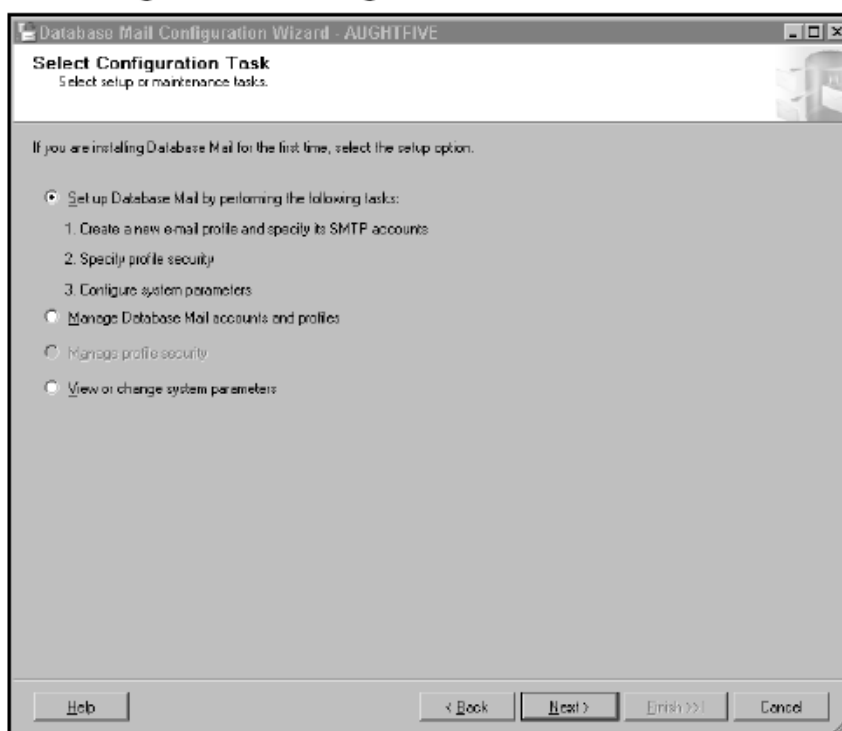 Database Mail Configuration Wizard - AUGHTFIVE
Select Configuration Task
Select setup or maintenance tasks.
If you are installing Database Mail for the first time, select the setup option.
Set up Database Mail by performing the following tasks:
1. Create a new e-mail profile and specify its SMTP accounts
2. Specify profile security
3. Configure system parameters
Manage Database Mail accounts and profiles
Manage profile security
View or change system parameters
Help
< Back
Next >
Finish >>|
Cancel